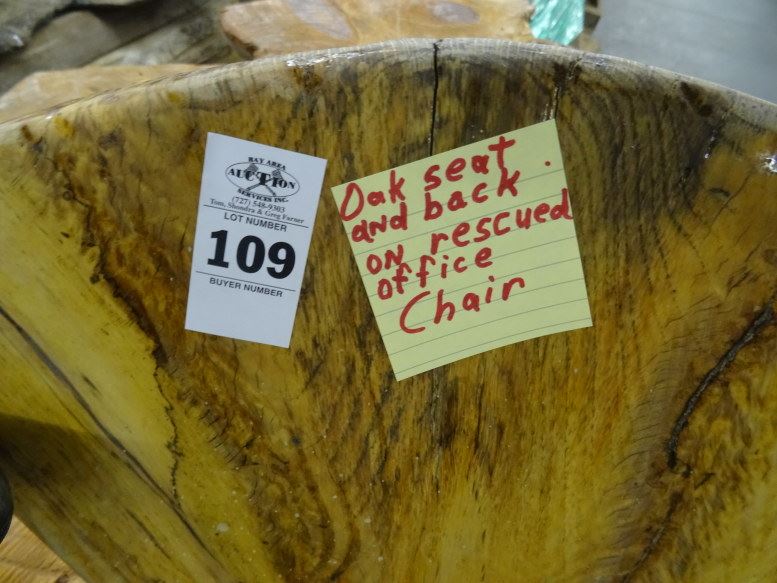 BAY AREA
AUCTION
SERVICES INC.
(727) 548-9303
Tom, Shondra & Greg Farner
LOT NUMBER
109
BUYER NUMBER
Oak seat
and back.
on rescued
office
Chair